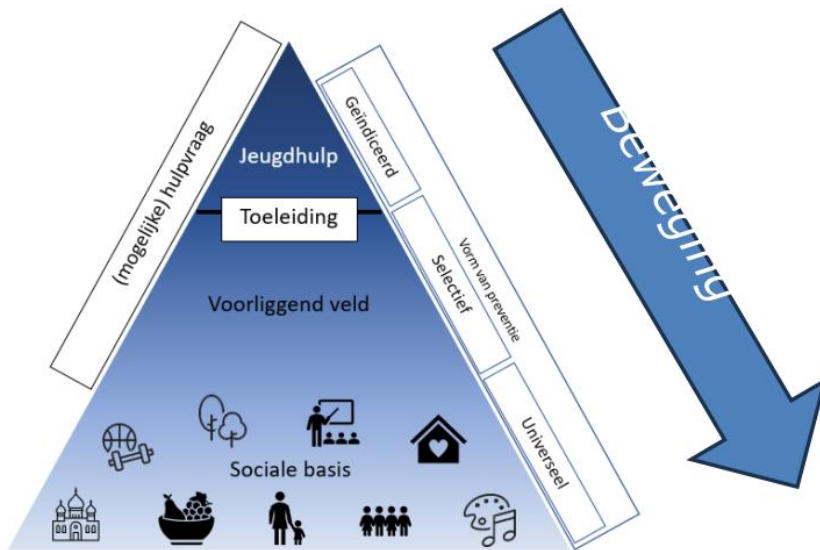 (mogelijke) hulpvraag
Jeugdhulp
Toeleiding
Voorliggend veld
Sociale basis
Geïndiceerd
Selectief
Universeel
Vorm van preventie
Beweging